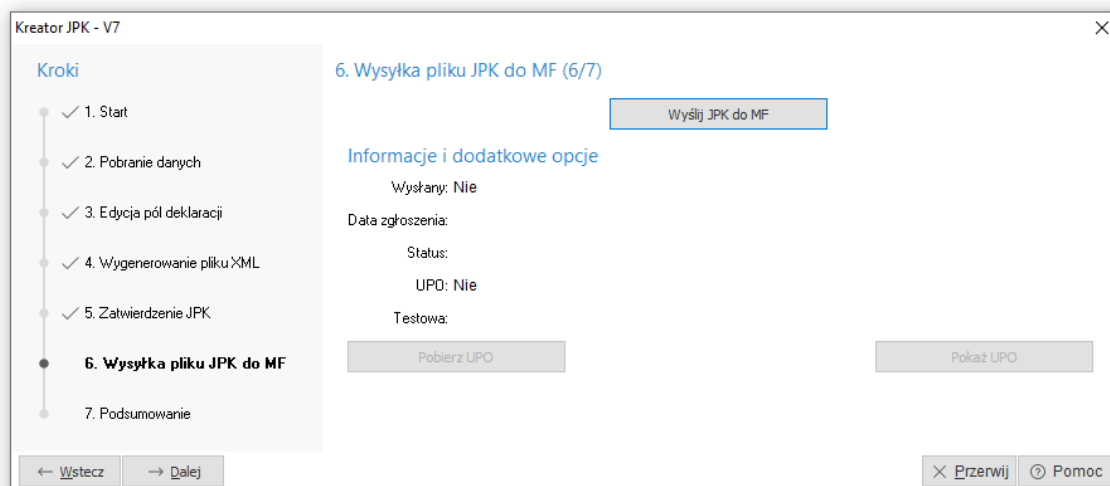 Kreator JPK - V7
Kroki
1. Start
2. Pobranie danych
3. Edycja pól deklaracji
4. Wygenerowanie pliku XML
5. Zatwierdzenie JPK
6. Wysyłka pliku JPK do MF
7. Podsumowanie
6. Wysyłka pliku JPK do MF (6/7)
Wyślij JPK do MF
Informacje i dodatkowe opcje
Wysłany: Nie
Data zgłoszenia:
Status:
UPO: Nie
Testowa:
Pobierz UPO
Pokaż UPO
Wstecz
Dalej
Przerwij
Pomoc